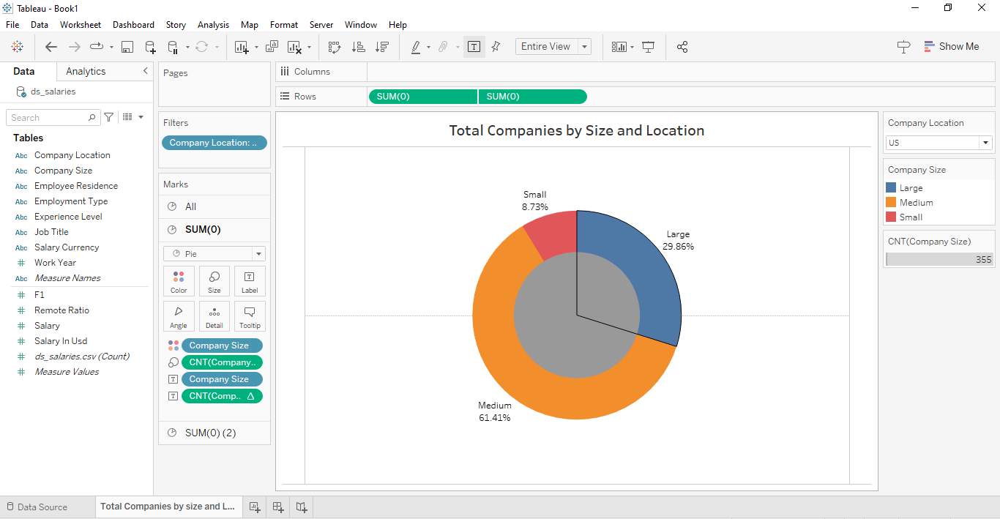 Tableau - Book1
File Data Worksheet Dashboard Story Analysis Map Format Server Window Help
Entire View
Show Me
Data Analytics
ds_salaries
Search
Tables
Abc Company Location
Abc Company Size
Abc Employee Residence
Abc Employment Type
Abc Experience Level
Abc Job Title
Abc Salary Currency
# Work Year
Abc Measure Names
# F1
# Remote Ratio
# Salary
# Salary In Usd
# ds_salaries.csv (Count)
# Measure Values
Pages
Filters
Company Location: ..
Marks
All
SUM(0)
Pie
Color Size Label
Angle Detail Tooltip
Company Size
CNT(Company..
T Company Size
T CNT(Comp.. Δ
SUM(0) (2)
Columns
Rows SUM(0) SUM(0)
Total Companies by Size and Location
Small
8.73%
Large
29.86%
Medium
61.41%
Company Location
US
Company Size
Large
Medium
Small
CNT(Company Size)
355
Data Source Total Companies by size and L...